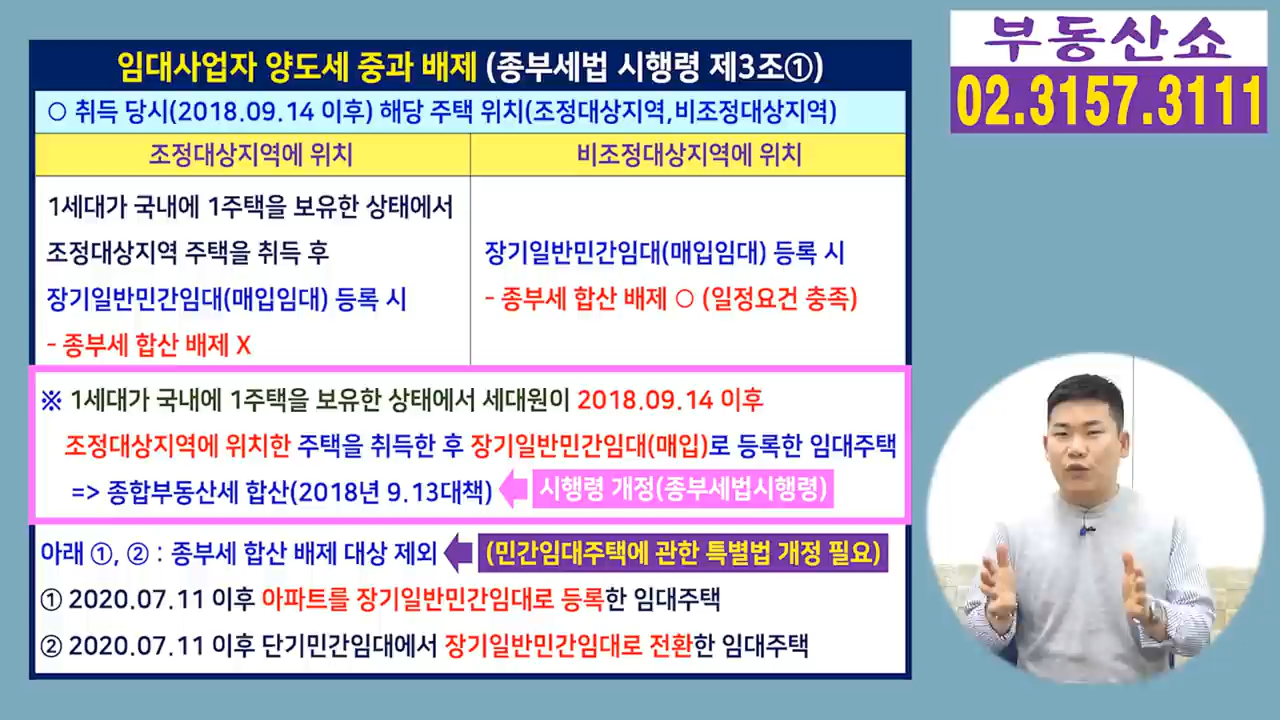 부동산쇼
02.3157.3111
임대사업자 양도세 중과 배제 (종부세법 시행령 제3조①)
○ 취득 당시(2018.09.14 이후) 해당 주택 위치(조정대상지역,비조정대상지역)
조정대상지역에 위치
비조정대상지역에 위치
1세대가 국내에 1주택을 보유한 상태에서
조정대상지역 주택을 취득 후
장기일반민간임대(매입임대) 등록 시
- 종부세 합산 배제 X
장기일반민간임대(매입임대) 등록 시
- 종부세 합산 배제 ○ (일정요건 충족)
※ 1세대가 국내에 1주택을 보유한 상태에서 세대원이 2018.09.14 이후
조정대상지역에 위치한 주택을 취득한 후 장기일반민간임대(매입)로 등록한 임대주택
=> 종합부동산세 합산(2018년 9.13대책) 시행령 개정(종부세법시행령)
아래 ①, ② : 종부세 합산 배제 대상 제외 (민간임대주택에 관한 특별법 개정 필요)
① 2020.07.11 이후 아파트를 장기일반민간임대로 등록한 임대주택
② 2020.07.11 이후 단기민간임대에서 장기일반민간임대로 전환한 임대주택